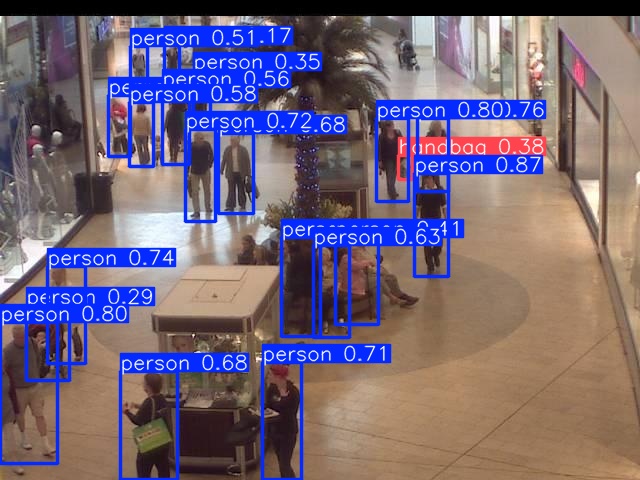 person 0.51
.17
person 0.35
person 0.56
person 0.58
person 0.72
.68
person 0.80
.76
handbag 0.38
person 0.87
person 0.63
41
person 0.74
person 0.29
person 0.80
person 0.68
person 0.71